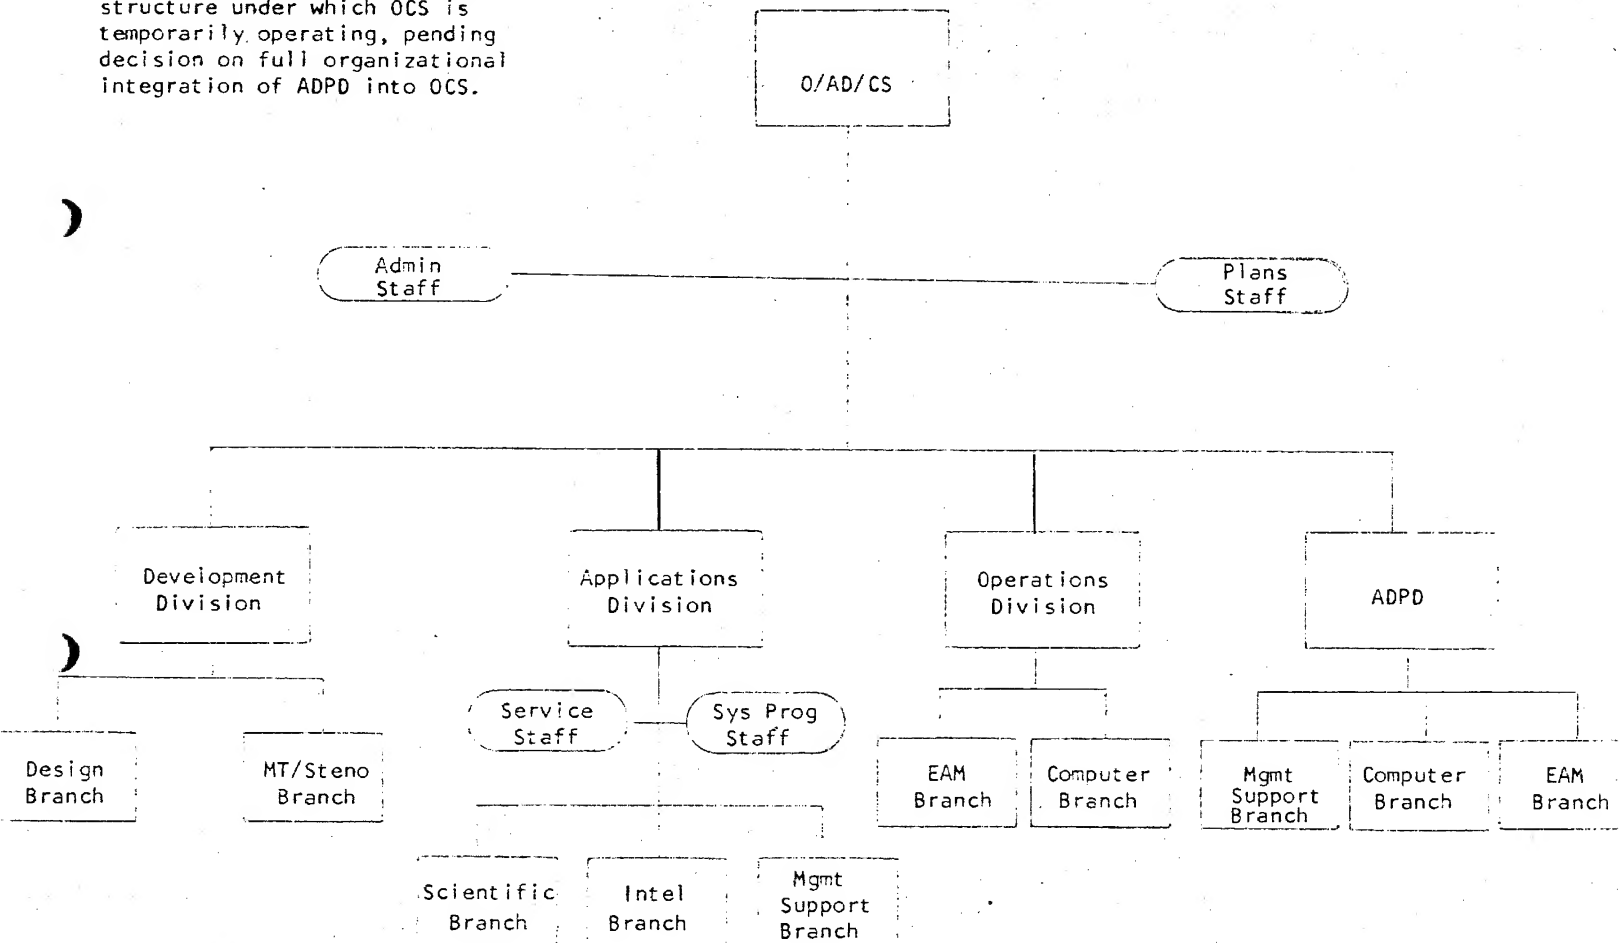 structure under which OCS is
temporarily operating, pending
decision on full organizational
integration of ADPD into OCS.
O/AD/CS
Admin
Staff
Plans
Staff
Development
Division
Applications
Division
Operations
Division
ADPD
Service
Staff
Sys Prog
Staff
Design
Branch
MT/Steno
Branch
EAM
Branch
Computer
Branch
Mgmt
Support
Branch
Computer
Branch
EAM
Branch
Scientific
Branch
Intel
Branch
Mgmt
Support
Branch